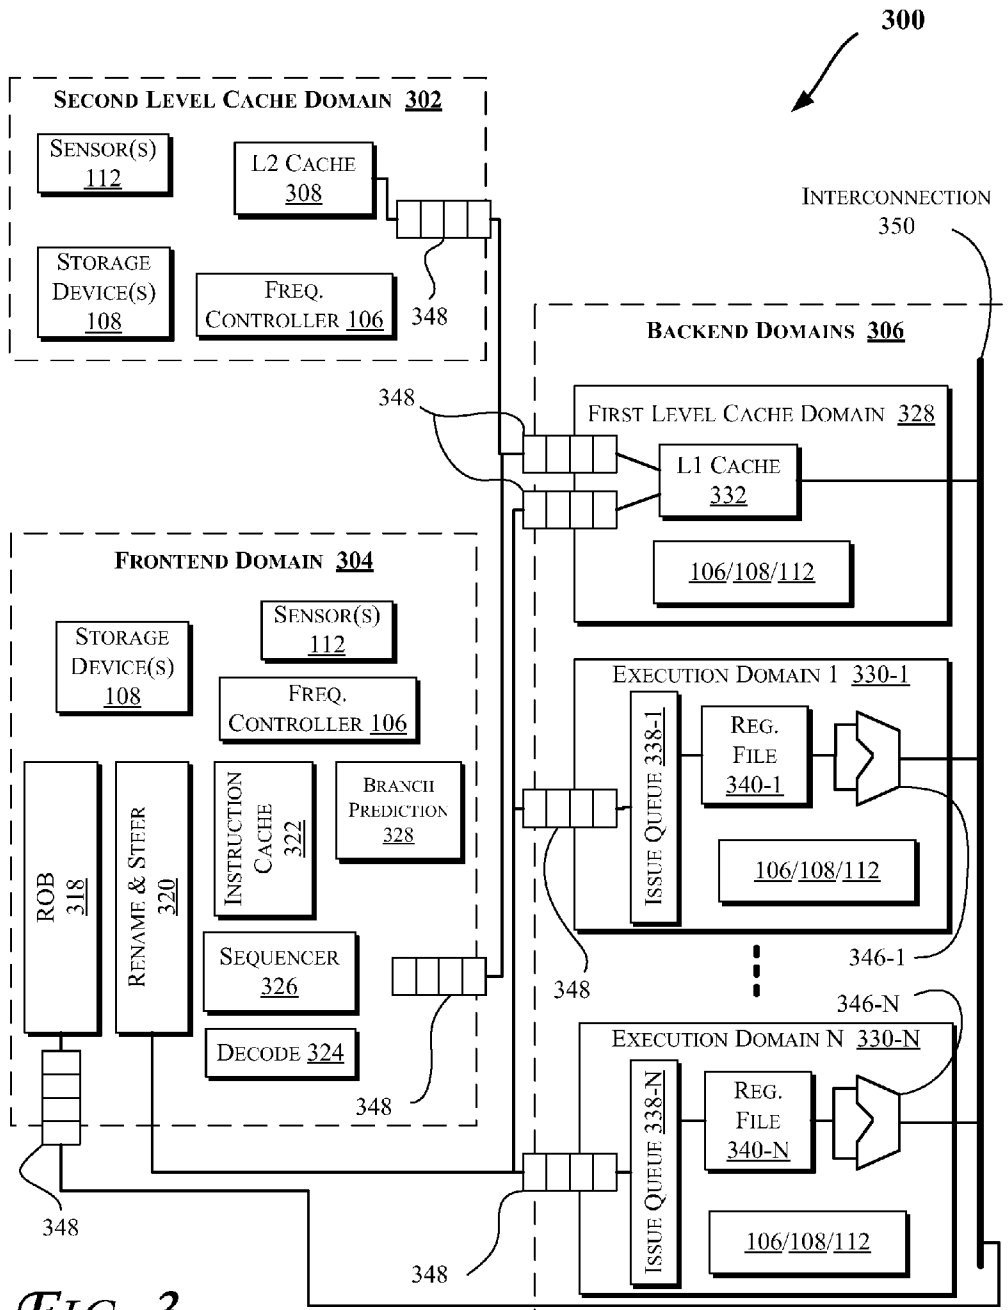 300
SECOND LEVEL CACHE DOMAIN 302
SENSOR(S)
112
L2 CACHE
308
STORAGE
DEVICE(S)
108
FREQ.
CONTROLLER 106
348
INTERCONNECTION
350
BACKEND DOMAINS 306
348
FIRST LEVEL CACHE DOMAIN 328
L1 CACHE
332
106/108/112
FRONTEND DOMAIN 304
SENSOR(S)
112
STORAGE
DEVICE(S)
108
FREQ.
CONTROLLER 106
ROB
318
RENAME & STEER
320
INSTRUCTION
CACHE
322
BRANCH
PREDICTION
328
SEQUENCER
326
DECODE 324
348
348
EXECUTION DOMAIN 1 330-1
ISSUE QUEUE 338-1
REG.
FILE
340-1
106/108/112
346-1
348
346-N
EXECUTION DOMAIN N 330-N
ISSUE QUEUE 338-N
REG.
FILE
340-N
106/108/112
348
FIG. 3